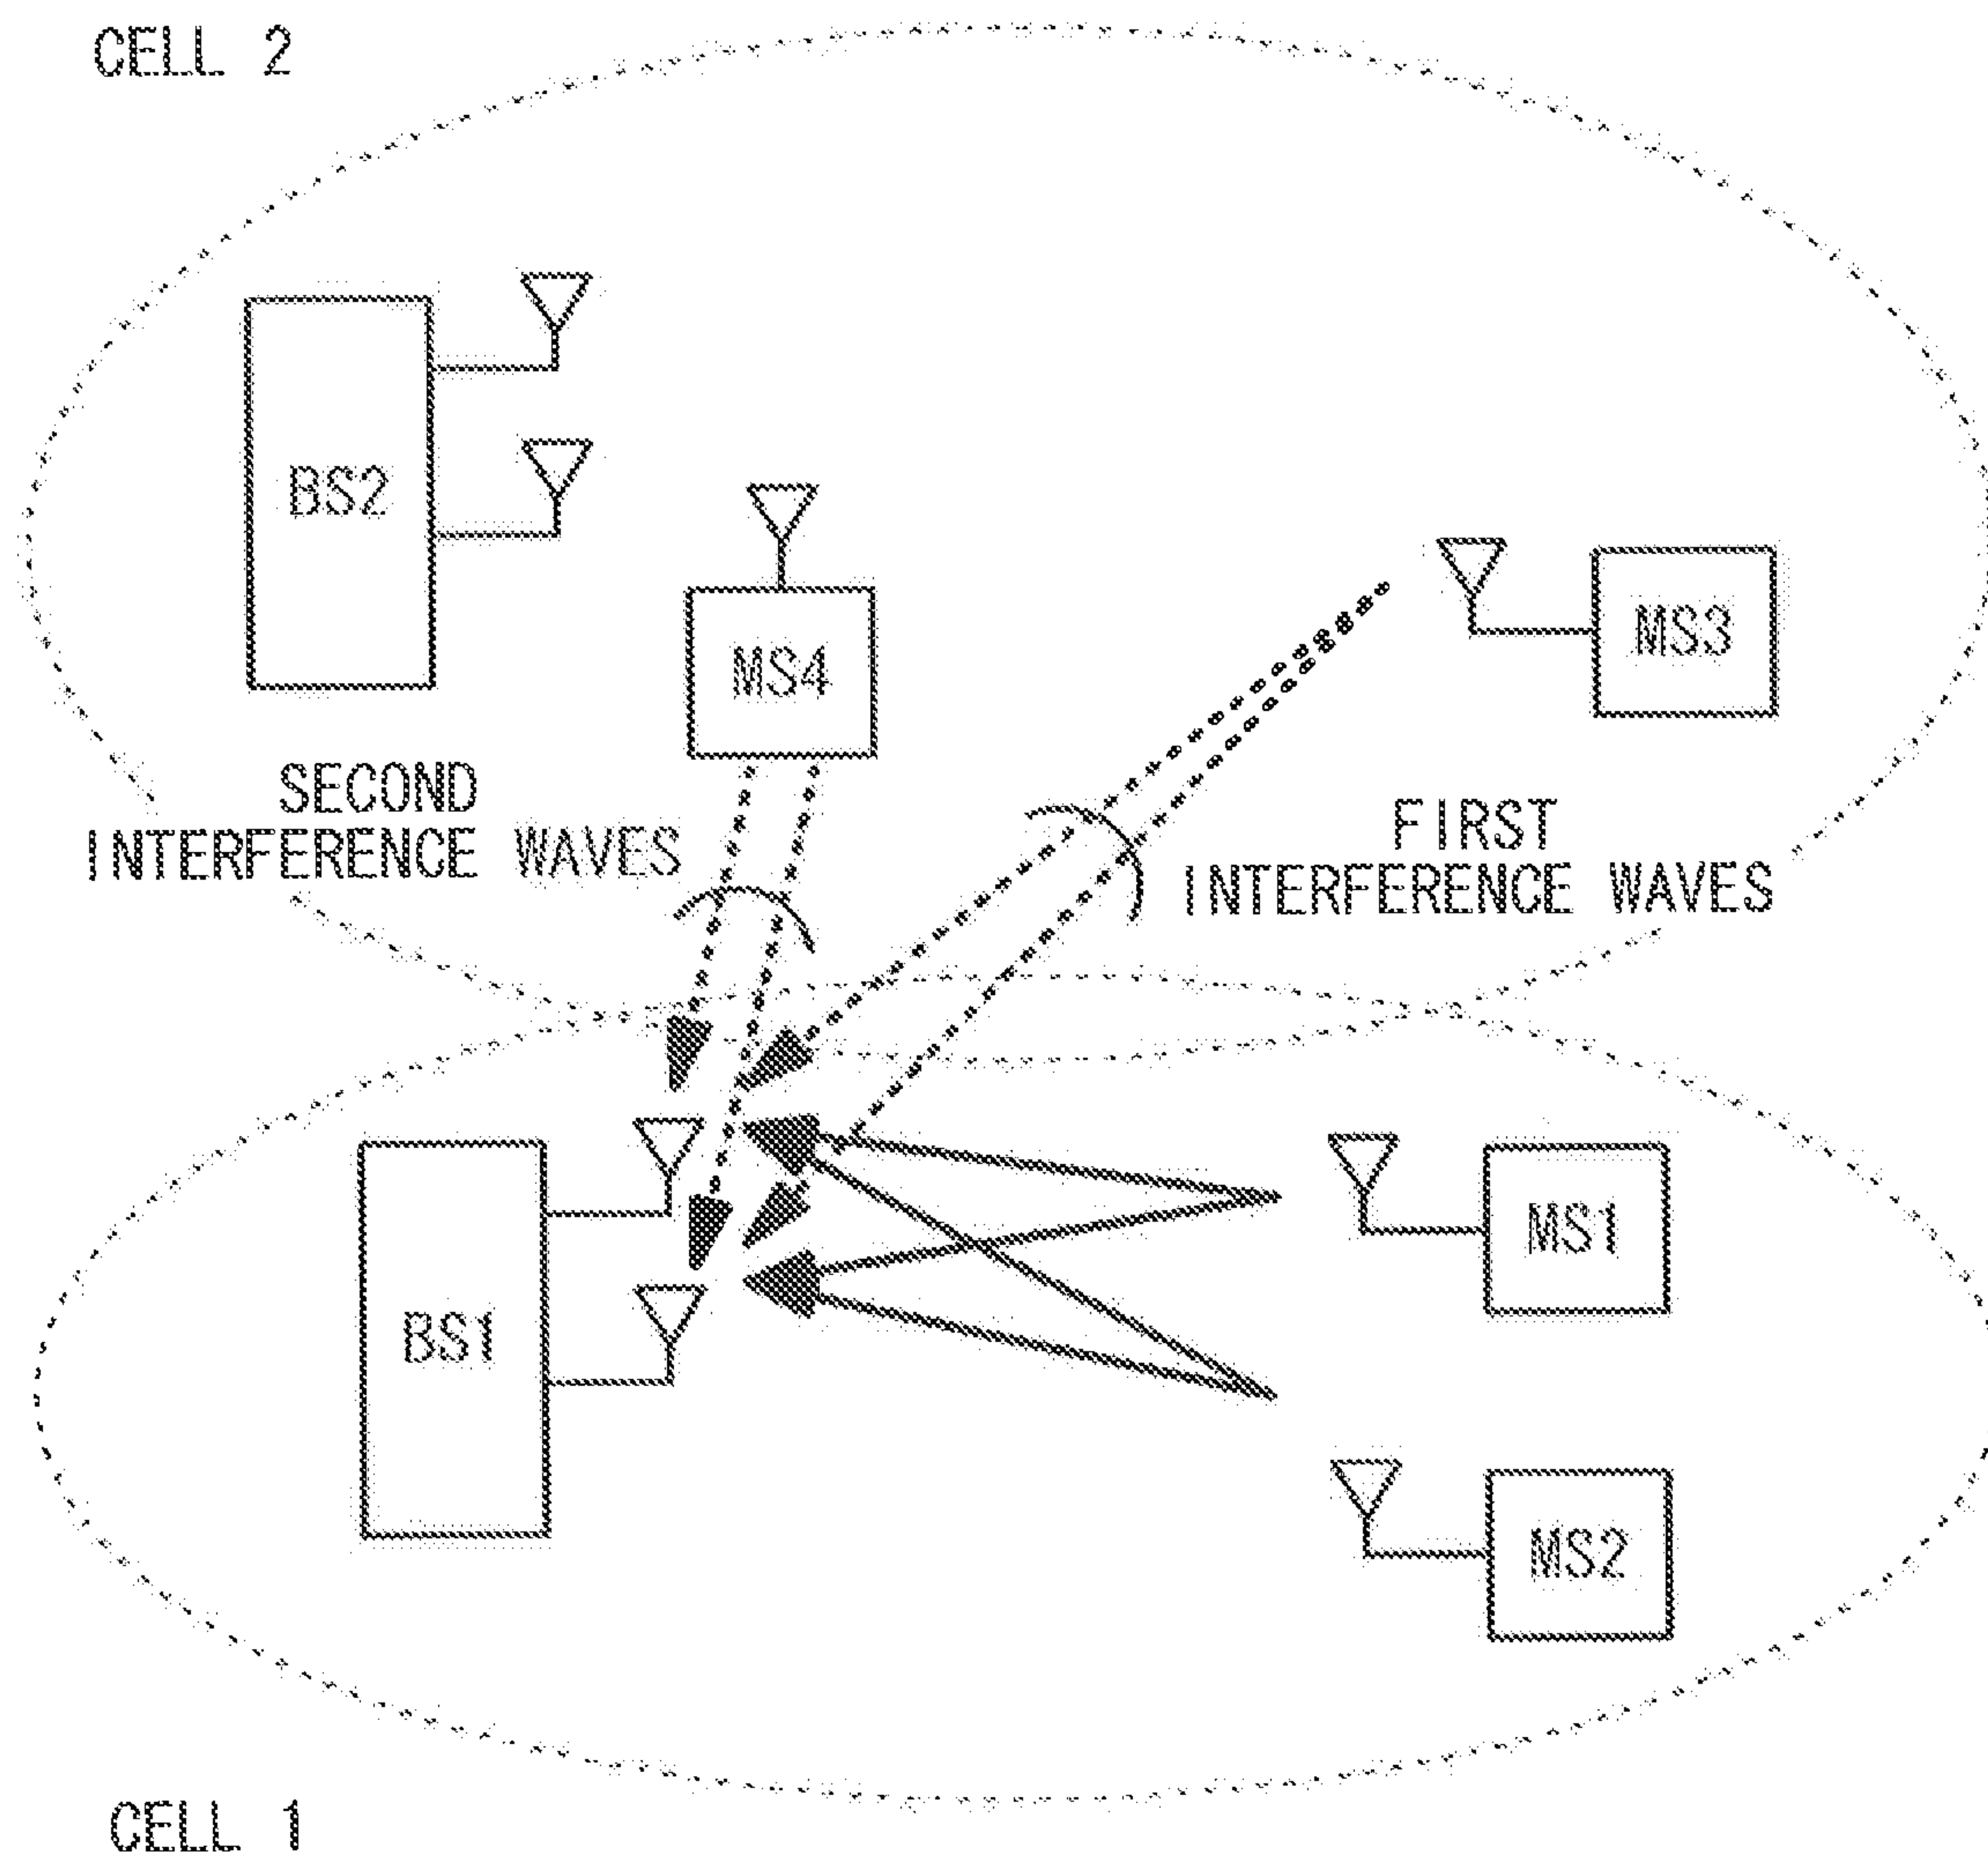 CELL 2
BS2
MS4
MS3
SECOND
INTERFERENCE WAVES
FIRST
INTERFERENCE WAVES
BS1
MS1
MS2
CELL 1